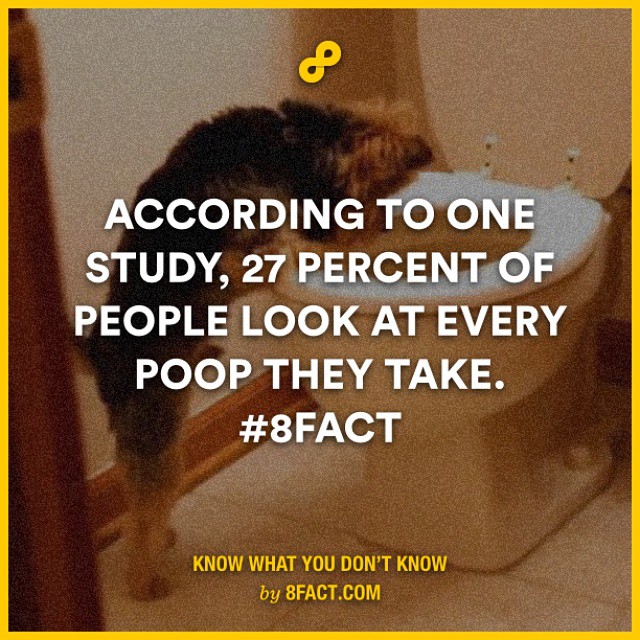 ACCORDING TO ONE
STUDY, 27 PERCENT OF
PEOPLE LOOK AT EVERY
POOP THEY TAKE.
#8FACT
KNOW WHAT YOU DON'T KNOW
by 8FACT.COM